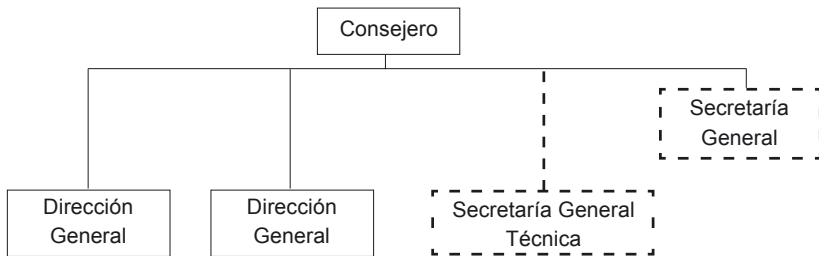 Consejero
Secretaría
General
Dirección
General
Dirección
General
Secretaría General
Técnica